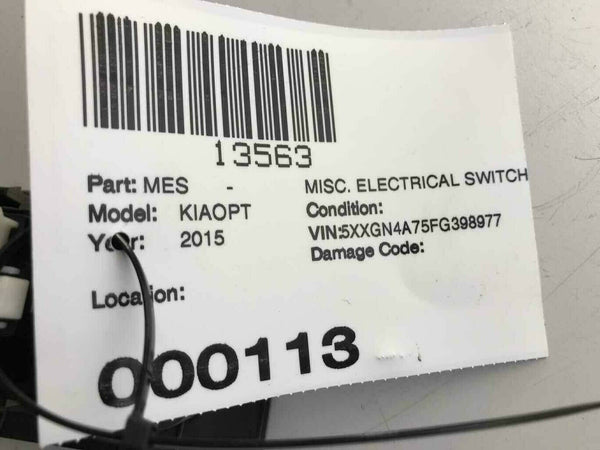 13563
Part: MES - MISC. ELECTRICAL SWITCH
Model: KIAOPT Condition:
Year: 2015 VIN:5XXGN4A75FG398977
Damage Code:
Location:
000113